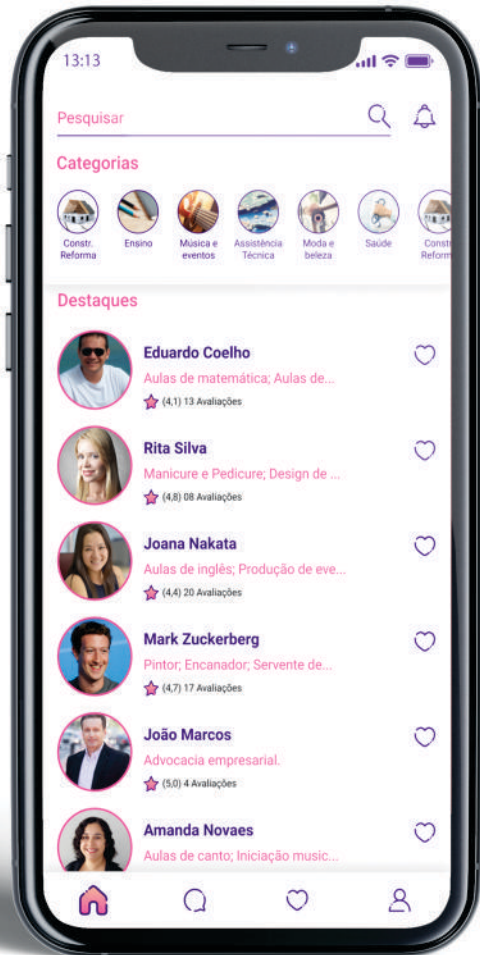 13:13
Pesquisar
Categorias
Constr.
Reforma
Ensino
Música e
eventos
Assistência
Técnica
Moda e
beleza
Saúde
Const
Reform
Destaques
Eduardo Coelho
Aulas de matemática; Aulas de...
(4,1) 13 Avaliações
Rita Silva
Manicure e Pedicure; Design de ...
(4,8) 08 Avaliações
Joana Nakata
Aulas de inglês; Produção de eve...
(4,4) 20 Avaliações
Mark Zuckerberg
Pintor; Encanador; Servente de...
(4,7) 17 Avaliações
João Marcos
Advocacia empresarial.
(5,0) 4 Avaliações
Amanda Novaes
Aulas de canto; Iniciação music...